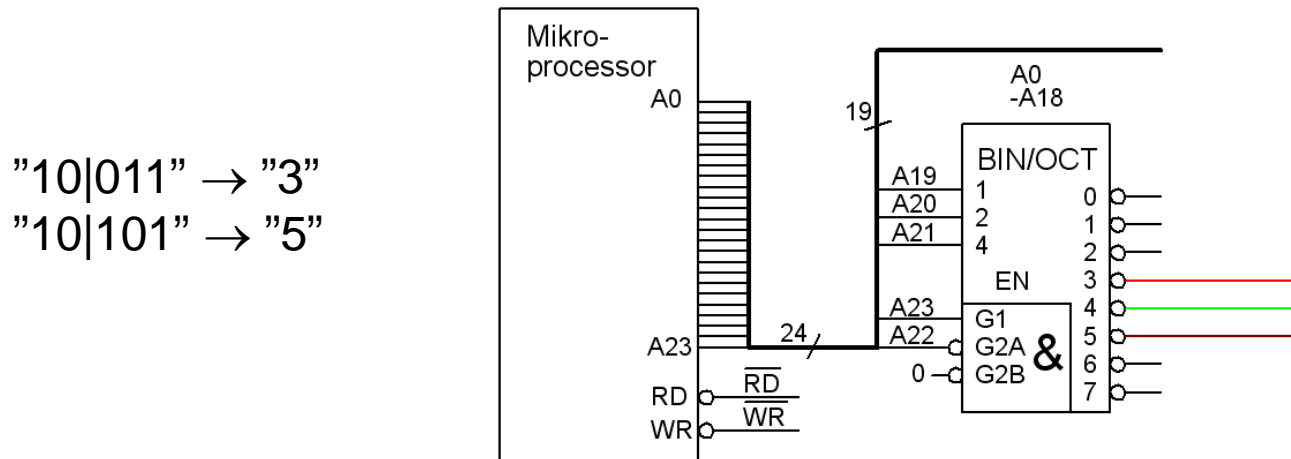 ”10|011” → ”3”
”10|101” → ”5”
Mikro-
processor
A0
A23
RD
WR
24
RD
WR
19
A0
-A18
A19
A20
A21
A23
A22
0
BIN/OCT
1
2
4
EN
G1
G2A
G2B
&
0
1
2
3
4
5
6
7